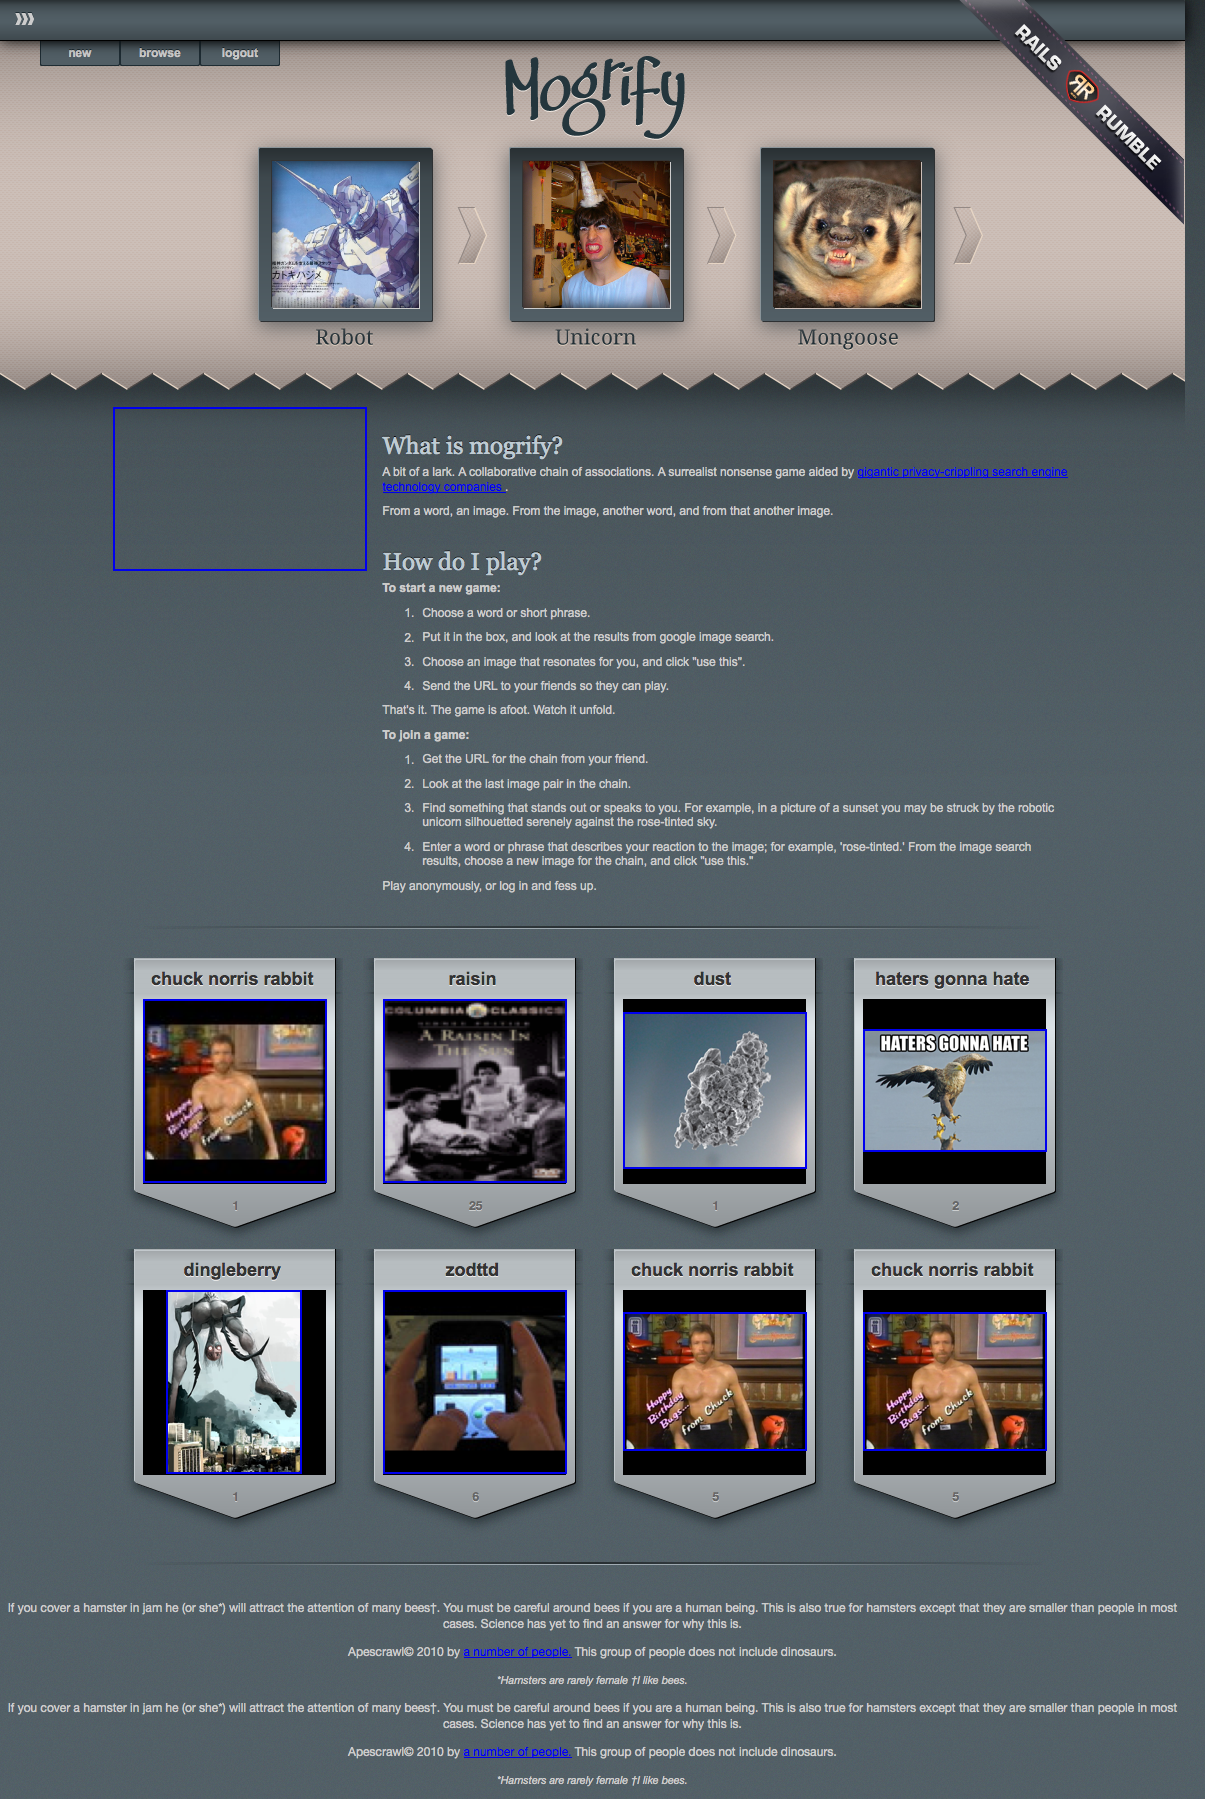 new browse logout
RAILS RUMBLE
Mogrify
カトキハジメ
Robot
Unicorn
Mongoose
What is mogrify?
A bit of a lark. A collaborative chain of associations. A surrealist nonsense game aided by gigantic privacy-crippling search engine
technology companies .
From a word, an image. From the image, another word, and from that another image.
How do I play?
To start a new game:
1. Choose a word or short phrase.
2. Put it in the box, and look at the results from google image search.
3. Choose an image that resonates for you, and click "use this".
4. Send the URL to your friends so they can play.
That's it. The game is afoot. Watch it unfold.
To join a game:
1. Get the URL for the chain from your friend.
2. Look at the last image pair in the chain.
3. Find something that stands out or speaks to you. For example, in a picture of a sunset you may be struck by the robotic
unicorn silhouetted serenely against the rose-tinted sky.
4. Enter a word or phrase that describes your reaction to the image; for example, 'rose-tinted.' From the image search
results, choose a new image for the chain, and click "use this."
Play anonymously, or log in and fess up.
chuck norris rabbit
Happy
Birthday
Bugs...
From Chuck
1
raisin
COLUMBIA CLASSICS
A RAISIN IN
THE SUN
DVD
25
dust
1
haters gonna hate
HATERS GONNA HATE
2
dingleberry
1
zodttd
6
chuck norris rabbit
Happy
Birthday
Bugs...
From Chuck
5
chuck norris rabbit
Happy
Birthday
Bugs...
From Chuck
5
If you cover a hamster in jam he (or she*) will attract the attention of many bees†. You must be careful around bees if you are a human being. This is also true for hamsters except that they are smaller than people in most
cases. Science has yet to find an answer for why this is.
Apescrawl© 2010 by a number of people. This group of people does not include dinosaurs.
*Hamsters are rarely female †I like bees.
If you cover a hamster in jam he (or she*) will attract the attention of many bees†. You must be careful around bees if you are a human being. This is also true for hamsters except that they are smaller than people in most
cases. Science has yet to find an answer for why this is.
Apescrawl© 2010 by a number of people. This group of people does not include dinosaurs.
*Hamsters are rarely female †I like bees.